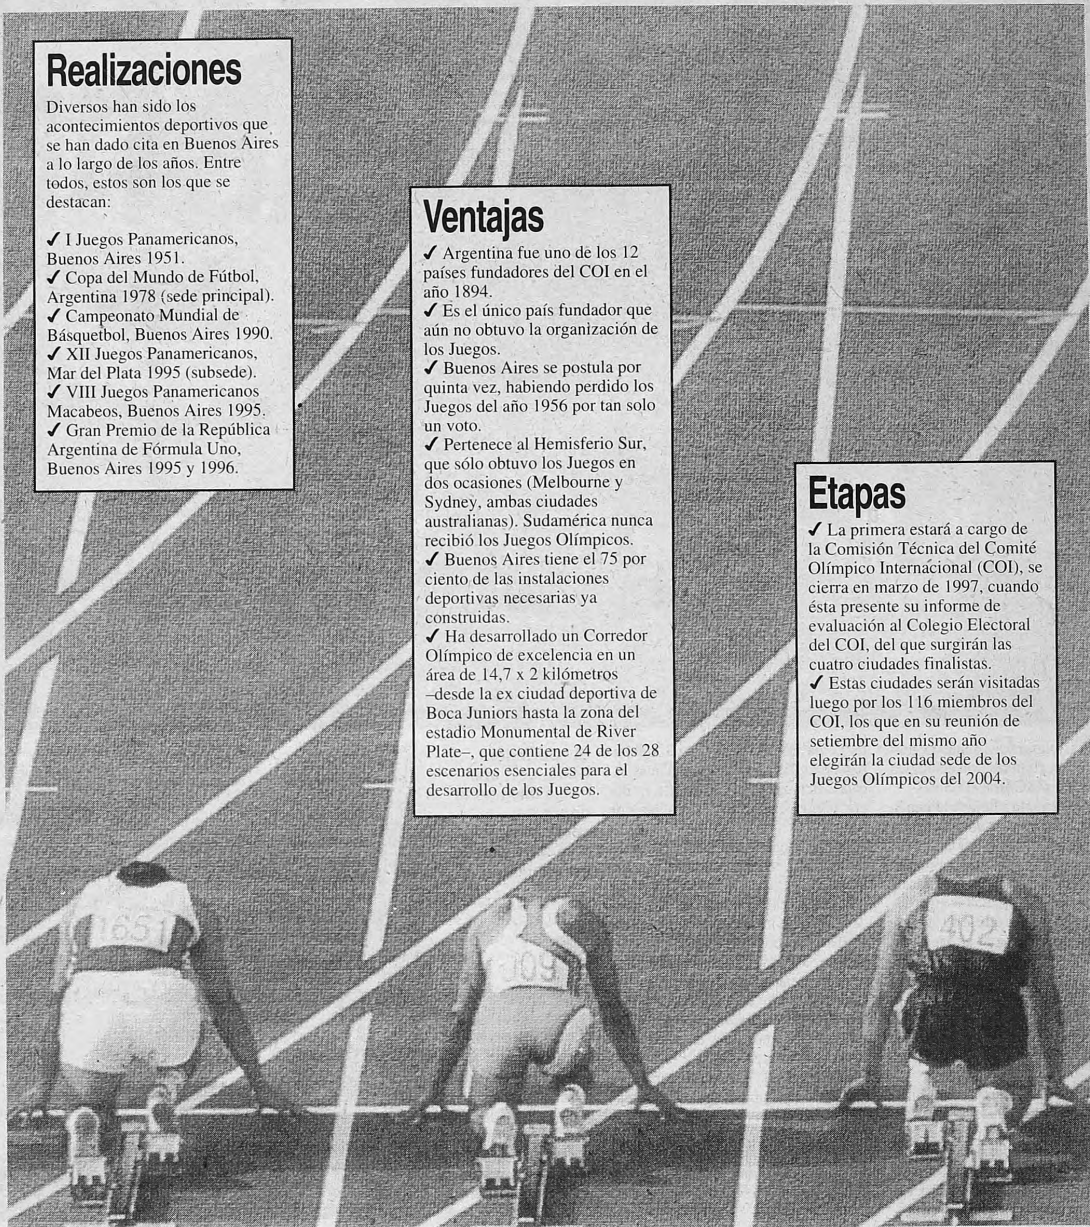 Realizaciones
Diversos han sido los
acontecimientos deportivos que
se han dado cita en Buenos Aires
a lo largo de los años. Entre
todos, estos son los que se
destacan:
✓ I Juegos Panamericanos,
Buenos Aires 1951.
✓ Copa del Mundo de Fútbol,
Argentina 1978 (sede principal).
✓ Campeonato Mundial de
Básquetbol, Buenos Aires 1990.
✓ XII Juegos Panamericanos,
Mar del Plata 1995 (subsede).
✓ VIII Juegos Panamericanos
Macabeos, Buenos Aires 1995.
✓ Gran Premio de la República
Argentina de Fórmula Uno,
Buenos Aires 1995 y 1996.
Ventajas
✓ Argentina fue uno de los 12
países fundadores del COI en el
año 1894.
✓ Es el único país fundador que
aún no obtuvo la organización de
los Juegos.
✓ Buenos Aires se postula por
quinta vez, habiendo perdido los
Juegos del año 1956 por tan solo
un voto.
✓ Pertenece al Hemisferio Sur,
que sólo obtuvo los Juegos en
dos ocasiones (Melbourne y
Sydney, ambas ciudades
australianas). Sudamérica nunca
recibió los Juegos Olímpicos.
✓ Buenos Aires tiene el 75 por
ciento de las instalaciones
deportivas necesarias ya
construidas.
✓ Ha desarrollado un Corredor
Olímpico de excelencia en un
área de 14,7 x 2 kilómetros
–desde la ex ciudad deportiva de
Boca Juniors hasta la zona del
estadio Monumental de River
Plate–, que contiene 24 de los 28
escenarios esenciales para el
desarrollo de los Juegos.
Etapas
✓ La primera estará a cargo de
la Comisión Técnica del Comité
Olímpico Internacional (COI), se
cierra en marzo de 1997, cuando
ésta presente su informe de
evaluación al Colegio Electoral
del COI, del que surgirán las
cuatro ciudades finalistas.
✓ Estas ciudades serán visitadas
luego por los 116 miembros del
COI, los que en su reunión de
setiembre del mismo año
elegirán la ciudad sede de los
Juegos Olímpicos del 2004.
1651
402